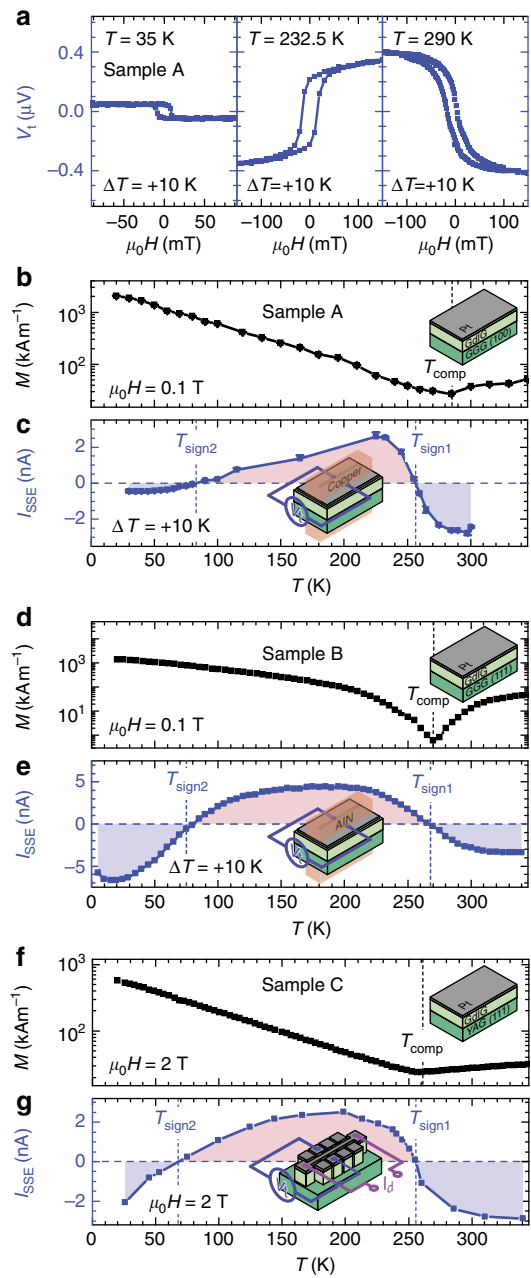 a
T = 35 K
T = 232.5 K
T = 290 K
Sample A
V_t (μV)
0.4
0.0
−0.4
ΔT = +10 K
ΔT= +10 K
ΔT= +10 K
−50 0 50
−100 0 100
−100 0 100
μ₀H (mT)
μ₀H (mT)
μ₀H (mT)
b
M (kAm⁻¹)
10³
10²
Sample A
Pt
GdIG
GGG (100)
T_comp
μ₀H = 0.1 T
c
I_SSE (nA)
2
0
−2
T_sign2
T_sign1
Copper
V_t
ΔT = +10 K
0 50 100 150 200 250 300
T (K)
d
M (kAm⁻¹)
10³
10¹
Sample B
Pt
GdIG
GGG (111)
T_comp
μ₀H = 0.1 T
e
I_SSE (nA)
5
0
−5
T_sign2
T_sign1
AlN
V_t
ΔT = +10 K
0 50 100 150 200 250 300
T (K)
f
M (kAm⁻¹)
10³
10²
Sample C
Pt
GdIG
YAG (111)
T_comp
μ₀H = 2 T
g
I_SSE (nA)
2
0
−2
T_sign2
T_sign1
V_t
I_d
μ₀H = 2 T
0 50 100 150 200 250 300
T (K)